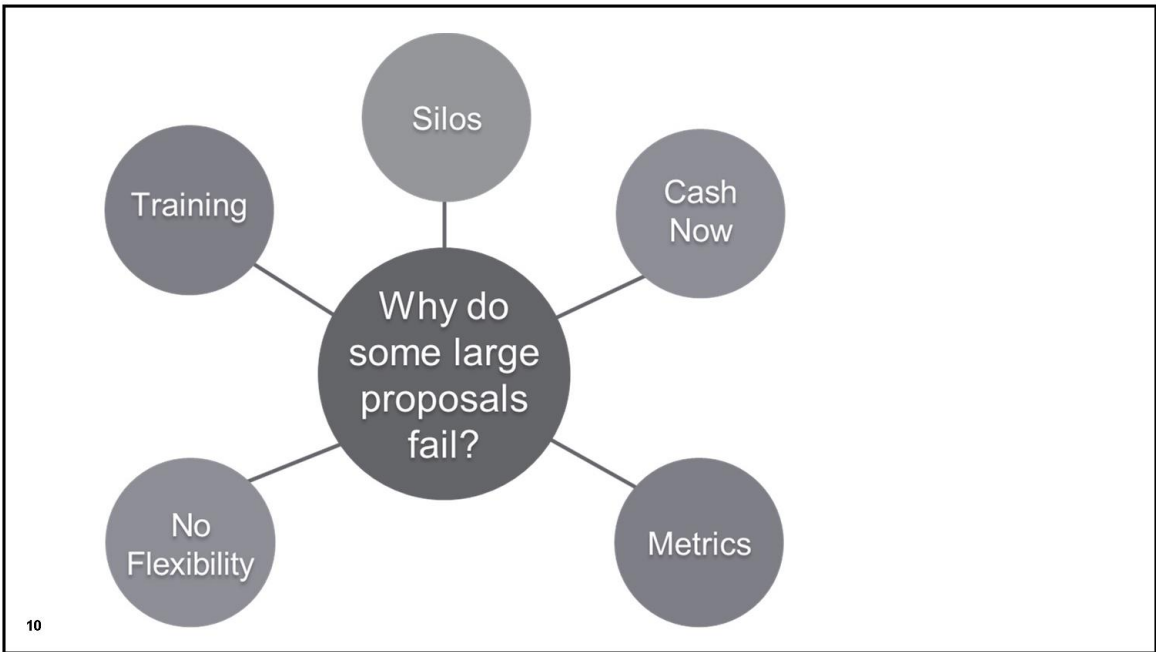 Silos
Training
Cash
Now
Why do
some large
proposals
fail?
No
Flexibility
Metrics
10